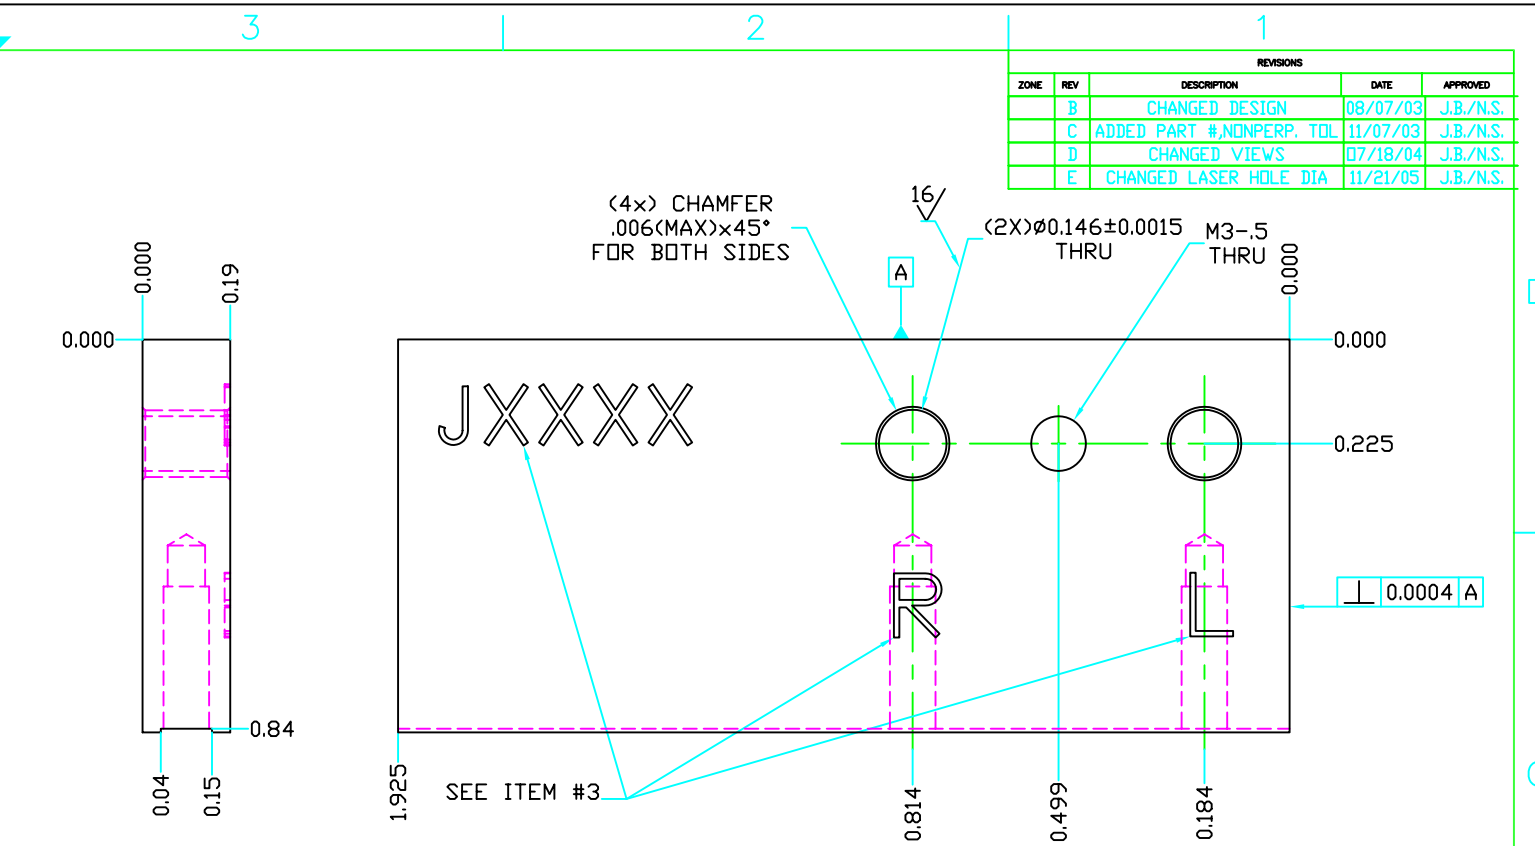 3
2
1
REVISIONS
ZONE REV DESCRIPTION DATE APPROVED
B CHANGED DESIGN 08/07/03 J.B./N.S.
C ADDED PART #,NONPERP. TOL 11/07/03 J.B./N.S.
D CHANGED VIEWS 07/18/04 J.B./N.S.
E CHANGED LASER HOLE DIA 11/21/05 J.B./N.S.
(4x) CHAMFER
.006(MAX)x45°
FOR BOTH SIDES
16
(2X)Ø0.146±0.0015
THRU
M3-.5
THRU
A
0.000
0.19
0.000
0.000
0.000
JXXXX
0.225
R
L
⊥ 0.0004 A
0.84
0.04
0.15
SEE ITEM #3
1.925
0.814
0.499
0.184